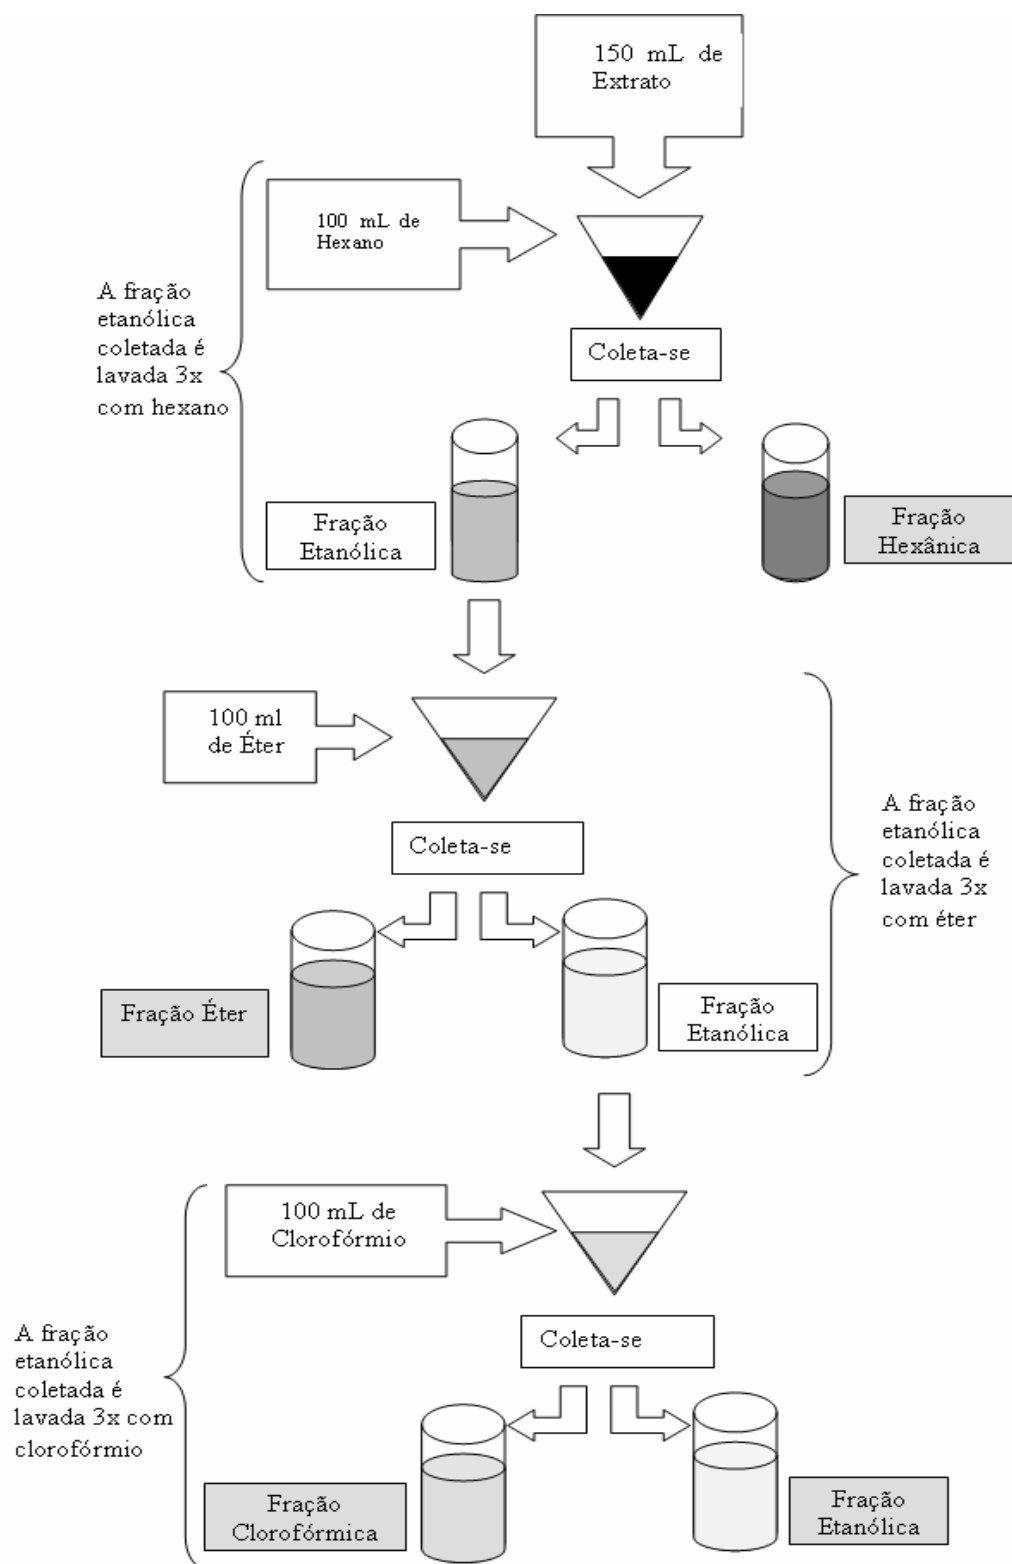 150 mL de
Extrato
100 mL de
Hexano
A fração
etanólica
coletada é
lavada 3x
com hexano
Coleta-se
Fração
Etanólica
Fração
Hexânica
100 ml
de Éter
Coleta-se
A fração
etanólica
coletada é
lavada 3x
com éter
Fração Éter
Fração
Etanólica
100 mL de
Clorofórmio
A fração
etanólica
coletada é
lavada 3x com
clorofórmio
Coleta-se
Fração
Clorofórmica
Fração
Etanólica